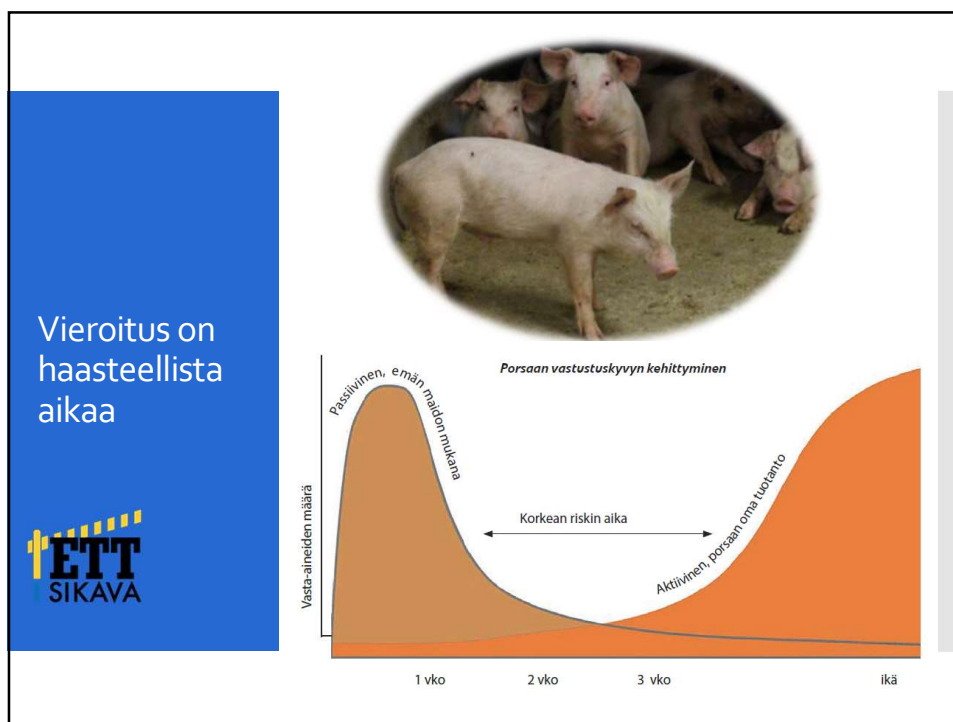 Vieroitus on
haasteellista
aikaa
ETT
SIKAVA
Porsaan vastustuskyvyn kehittyminen
Passiivinen, emän maidon mukana
Korkean riskin aika
Aktiivinen, porsaan oma tuotanto
Vasta-aineiden määrä
1 vko
2 vko
3 vko
ikä